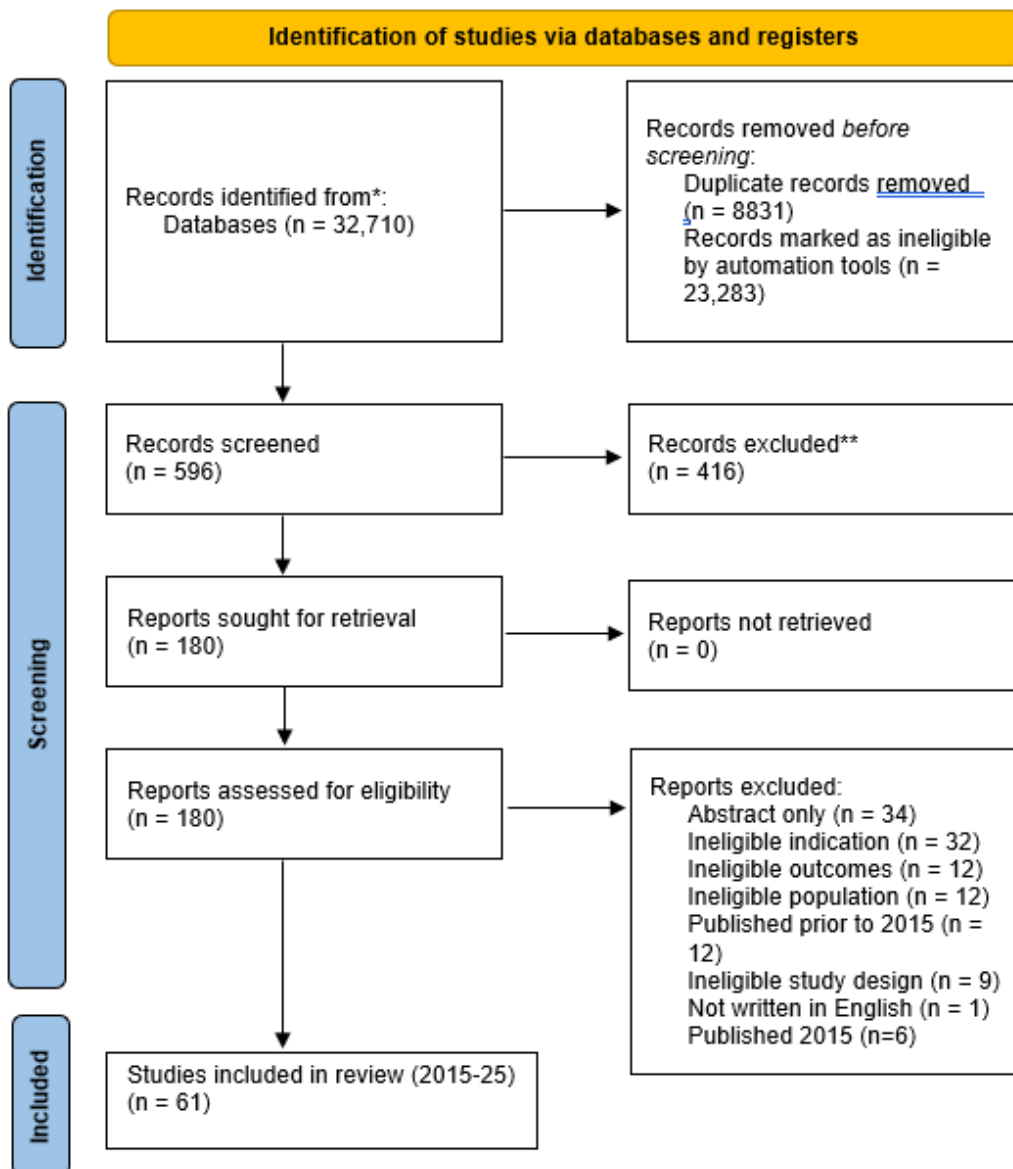 Identification of studies via databases and registers
Identification
Records identified from*:
Databases (n = 32,710)
Records removed before
screening:
Duplicate records removed
(n = 8831)
Records marked as ineligible
by automation tools (n =
23,283)
Screening
Records screened
(n = 596)
Records excluded**
(n = 416)
Reports sought for retrieval
(n = 180)
Reports not retrieved
(n = 0)
Reports assessed for eligibility
(n = 180)
Reports excluded:
Abstract only (n = 34)
Ineligible indication (n = 32)
Ineligible outcomes (n = 12)
Ineligible population (n = 12)
Published prior to 2015 (n =
12)
Ineligible study design (n = 9)
Not written in English (n = 1)
Published 2015 (n=6)
Included
Studies included in review (2015-25)
(n = 61)